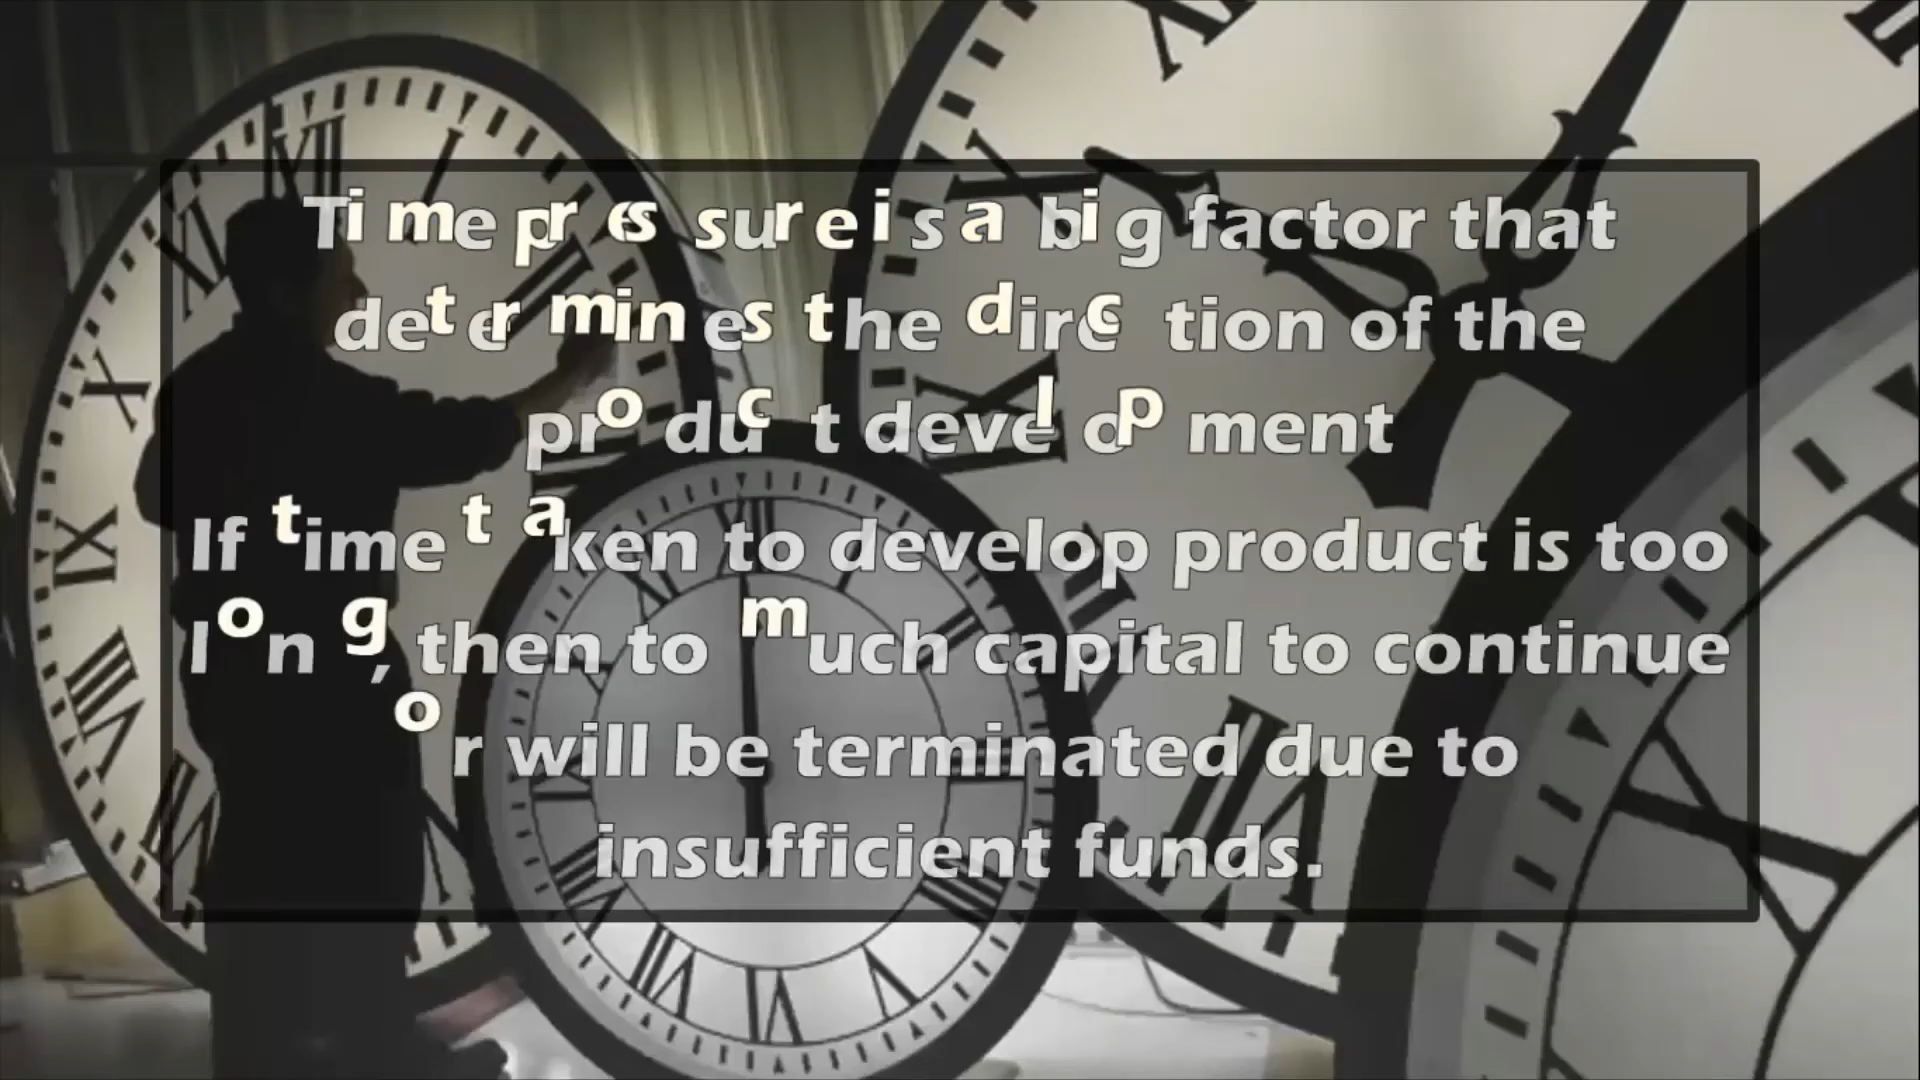 Time pressure is a big factor that
determines the direction of the
product development
If time taken to develop product is too
long, then to much capital to continue
or will be terminated due to
insufficient funds.